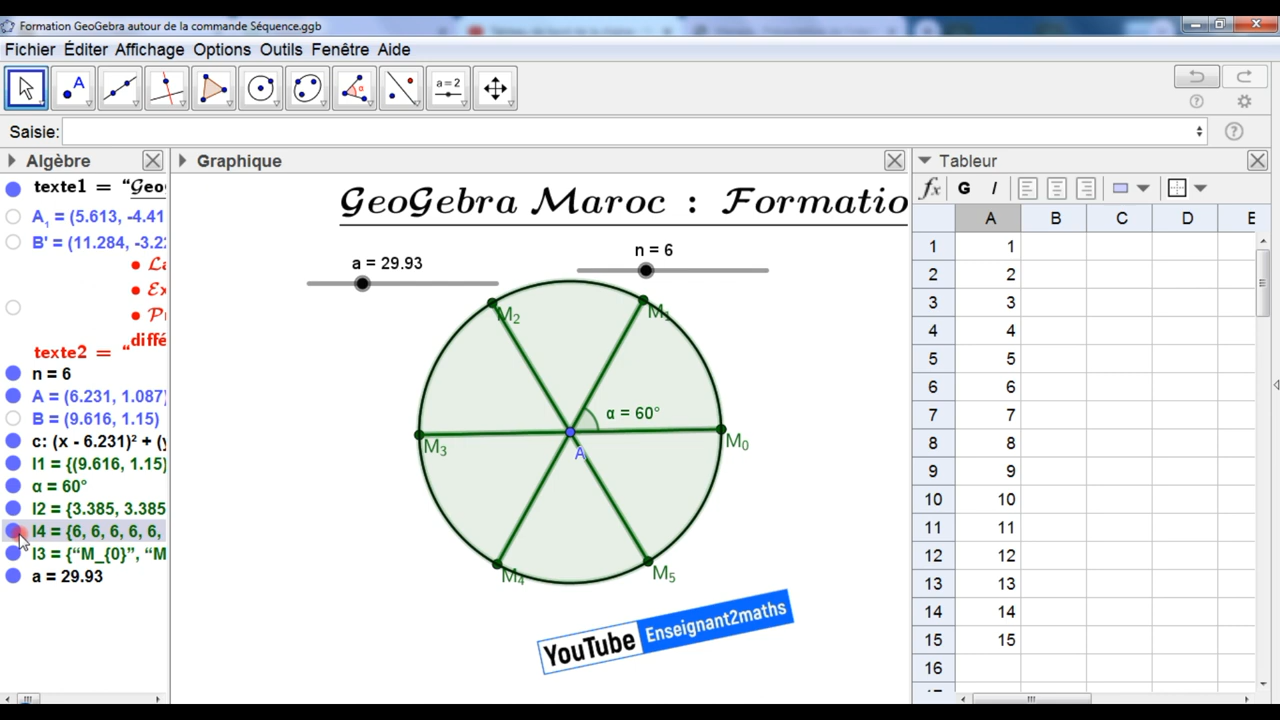 Formation GeoGebra autour de la commande Séquence.ggb
Fichier Éditer Affichage Options Outils Fenêtre Aide
A
α
a=2
Saisie:
Algèbre
Graphique
Tableur
texte1 = “Geo
A1 = (5.613, -4.41
B' = (11.284, -3.22
• La
• Ex
• Pr
différe
texte2 = “
n = 6
A = (6.231, 1.087)
B = (9.616, 1.15)
c: (x - 6.231)² + (y
l1 = {(9.616, 1.15)
α = 60°
l2 = {3.385, 3.385
l4 = {6, 6, 6, 6, 6,
l3 = {“M_{0}”, “M
a = 29.93
GeoGebra Maroc : Formatio
n = 6
a = 29.93
M2
M1
α = 60°
M3
A
M0
M4
M5
YouTube Enseignant2maths
fx G I
A B C D E
1 1
2 2
3 3
4 4
5 5
6 6
7 7
8 8
9 9
10 10
11 11
12 12
13 13
14 14
15 15
16